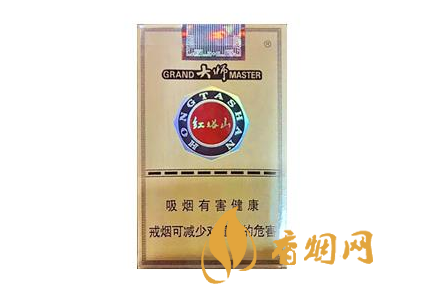 GRAND 大师 MASTER
®
HONGTASHAN
红塔山
吸烟有害健康
戒烟可减少对 的危害
香烟网